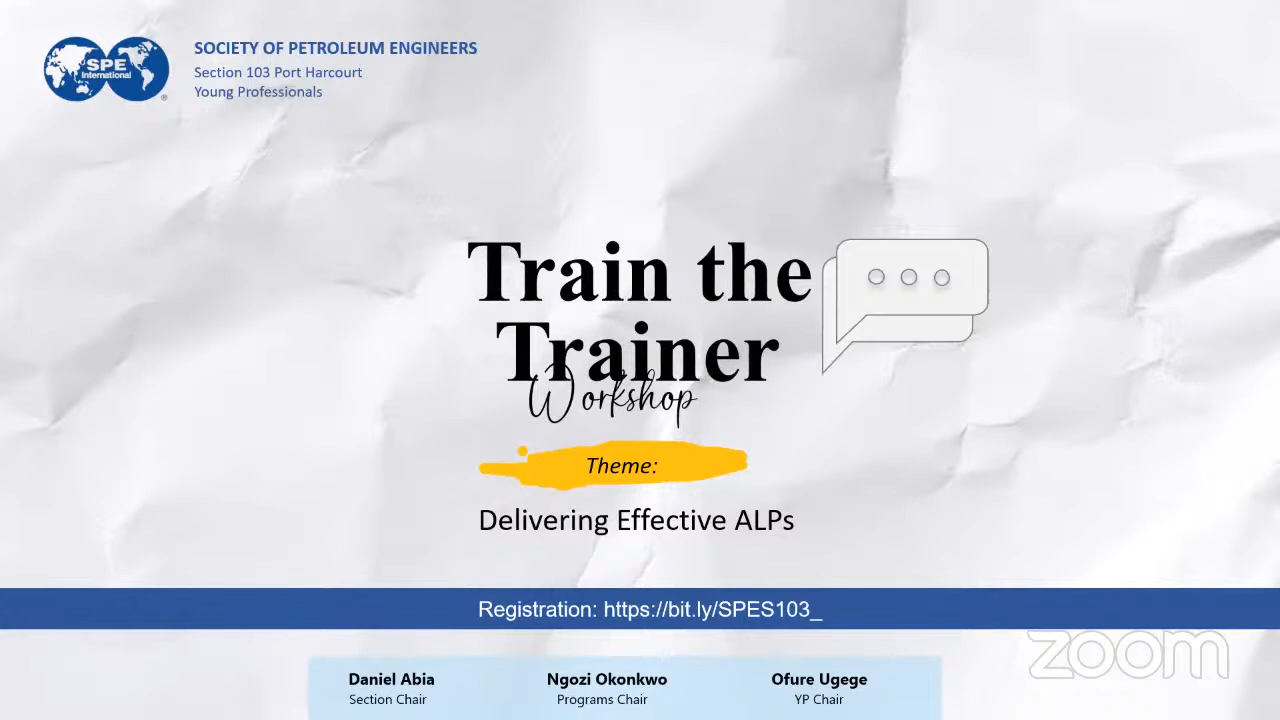 SPE
International
®
SOCIETY OF PETROLEUM ENGINEERS
Section 103 Port Harcourt
Young Professionals
Train the
Trainer
Workshop
Theme:
Delivering Effective ALPs
Registration: https://bit.ly/SPES103_
zoom
Daniel Abia
Section Chair
Ngozi Okonkwo
Programs Chair
Ofure Ugege
YP Chair